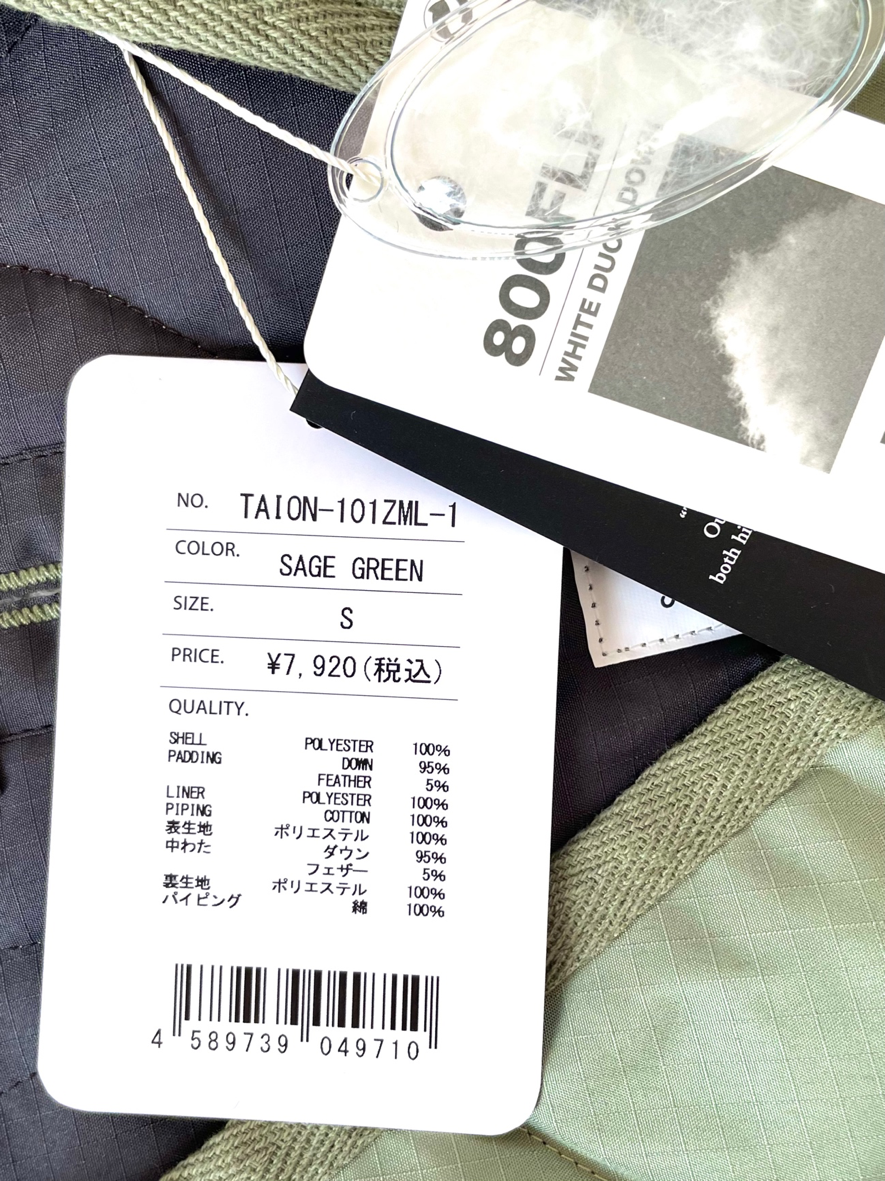 800FL
WHITE DUCK DOWN
NO. TAION-101ZML-1
COLOR. SAGE GREEN
SIZE. S
PRICE. ¥7,920(税込)
QUALITY.
SHELL POLYESTER 100%
PADDING DOWN 95%
FEATHER 5%
LINER POLYESTER 100%
PIPING COTTON 100%
表生地 ポリエステル 100%
中わた ダウン 95%
フェザー 5%
裏生地 ポリエステル 100%
パイピング 綿 100%
4 589739 049710
both hi